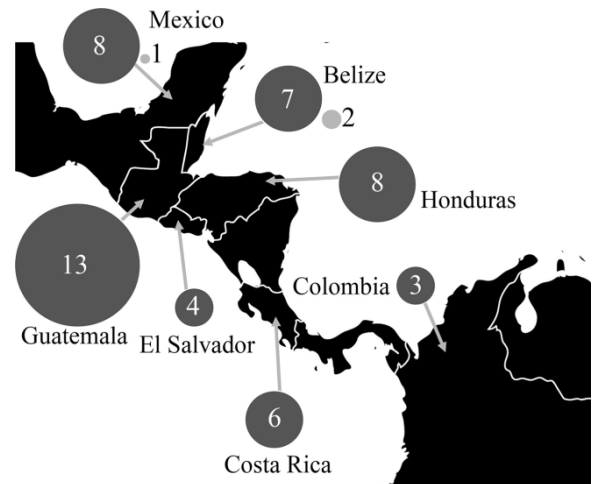 Mexico
8
1
Belize
7
2
8
Honduras
13
Guatemala
4
El Salvador
Colombia
3
6
Costa Rica